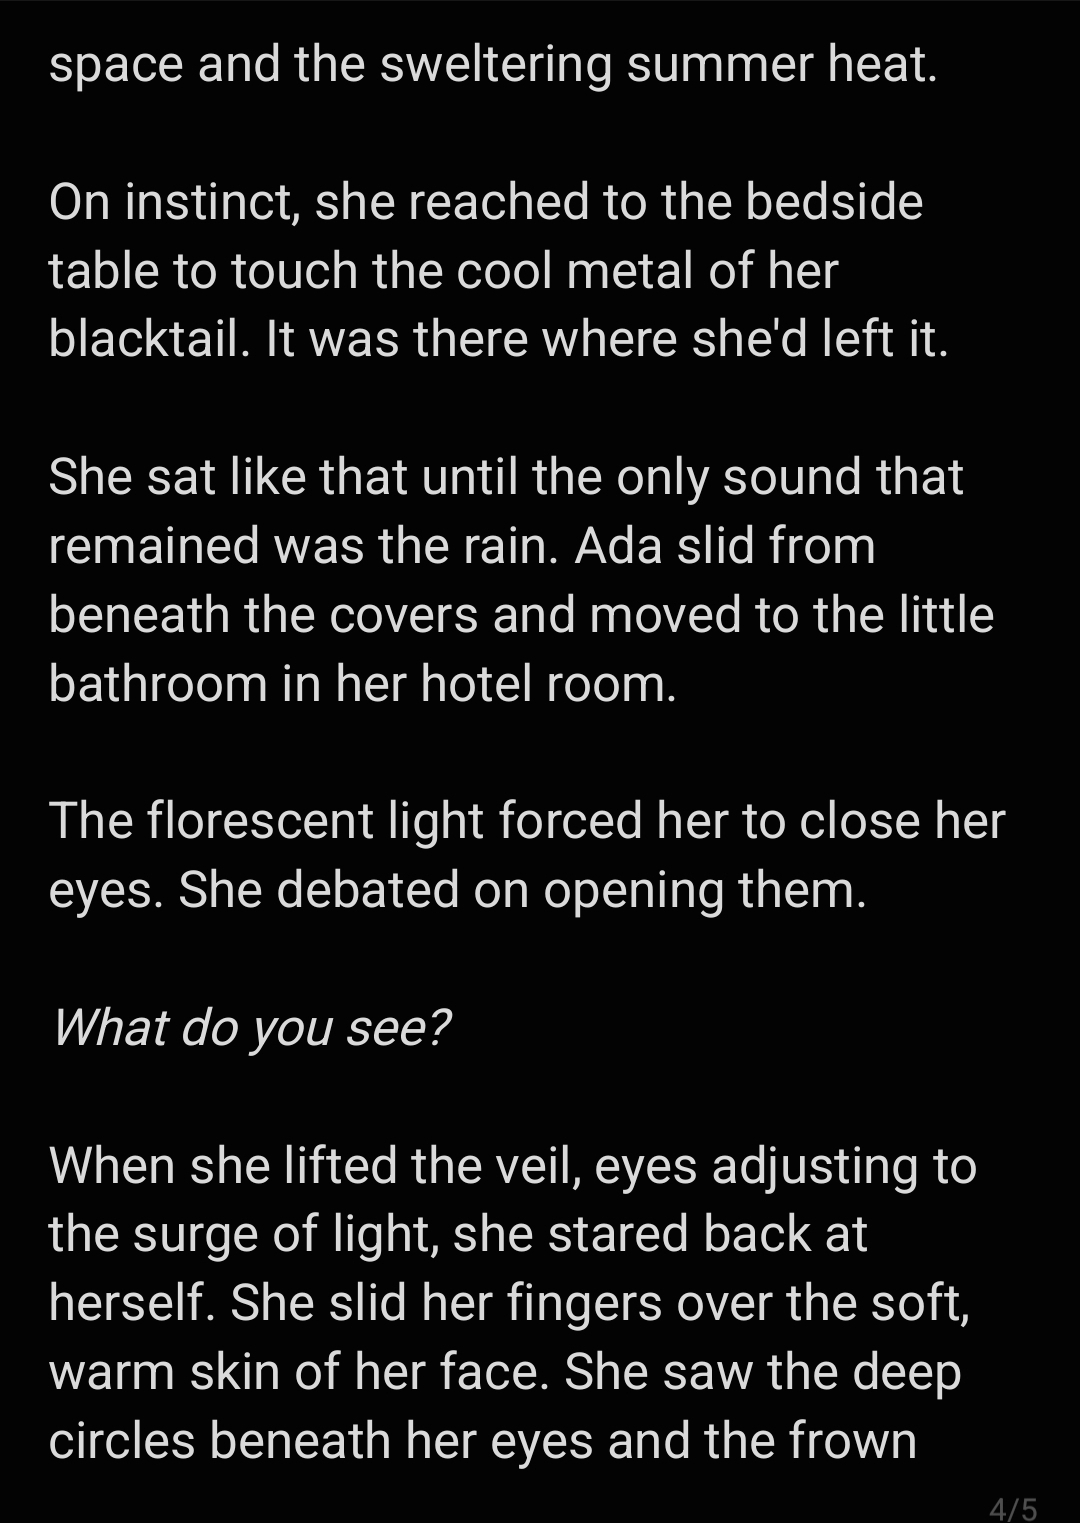 space and the sweltering summer heat.
On instinct, she reached to the bedside
table to touch the cool metal of her
blacktail. It was there where she'd left it.
She sat like that until the only sound that
remained was the rain. Ada slid from
beneath the covers and moved to the little
bathroom in her hotel room.
The florescent light forced her to close her
eyes. She debated on opening them.
What do you see?
When she lifted the veil, eyes adjusting to
the surge of light, she stared back at
herself. She slid her fingers over the soft,
warm skin of her face. She saw the deep
circles beneath her eyes and the frown
4/5